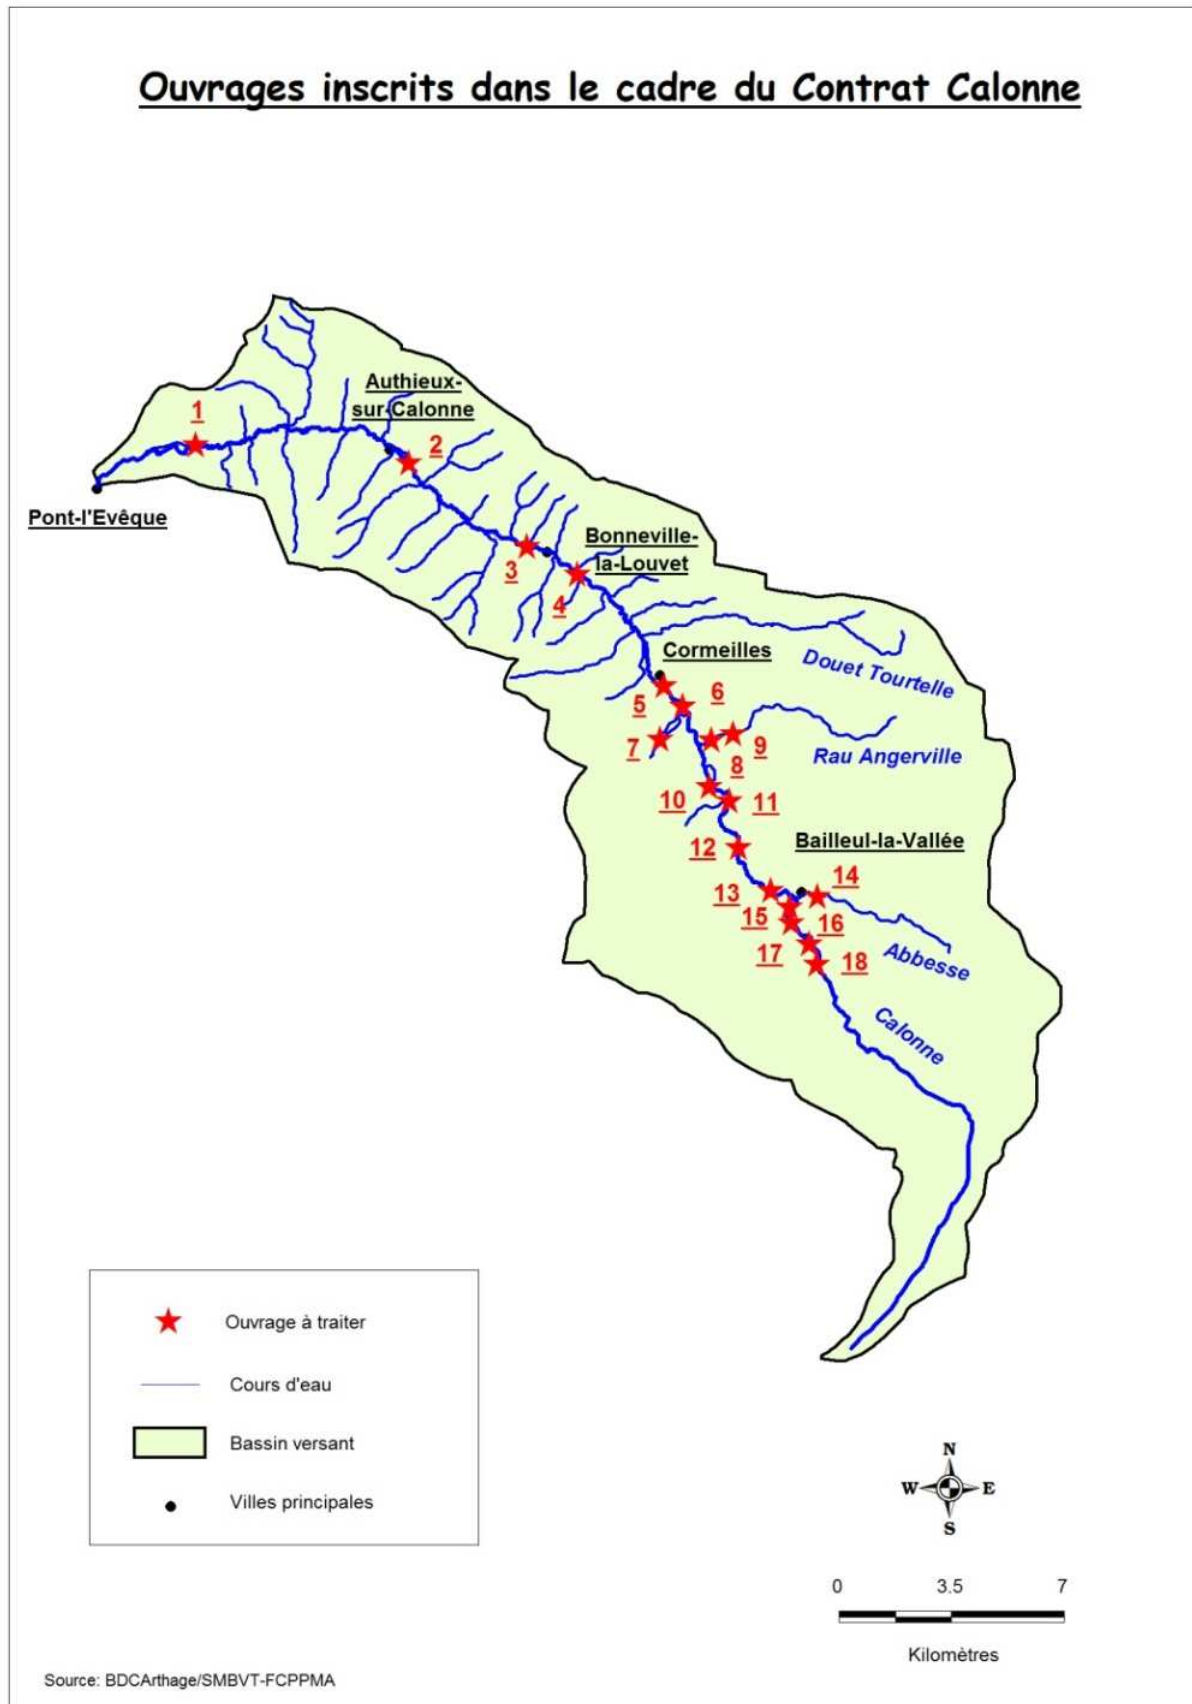 Ouvrages inscrits dans le cadre du Contrat Calonne
Authieux-
sur-Calonne
1
2
Pont-l'Evêque
Bonneville-
la-Louvet
3
4
Cormeilles
Douet Tourtelle
5
6
7
9
Rau Angerville
8
10
11
12
Bailleul-la-Vallée
13
14
15
16
17
18
Abbesse
Calonne
Ouvrage à traiter
Cours d'eau
Bassin versant
Villes principales
N
W
E
S
0 3.5 7
Kilomètres
Source: BDCArthage/SMBVT-FCPPMA